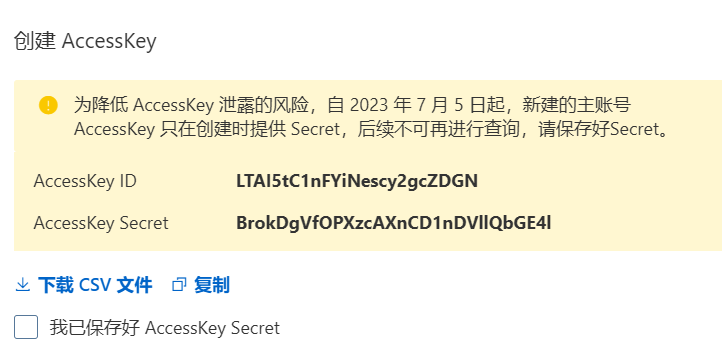 创建 AccessKey
为降低 AccessKey 泄露的风险，自 2023 年 7 月 5 日起，新建的主账号
AccessKey 只在创建时提供 Secret，后续不可再进行查询，请保存好Secret。
AccessKey ID LTAI5tC1nFYiNescy2gcZDGN
AccessKey Secret BrokDgVfOPXzcAXnCD1nDVllQbGE4l
下载 CSV 文件 复制
我已保存好 AccessKey Secret